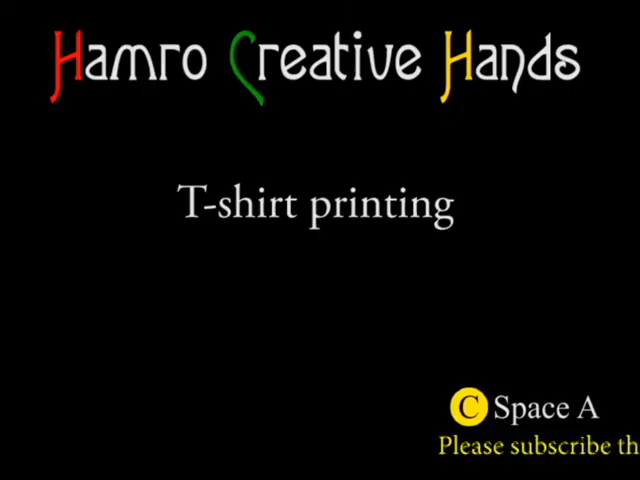 Hamro Creative Hands
T-shirt printing
C Space A
Please subscribe th